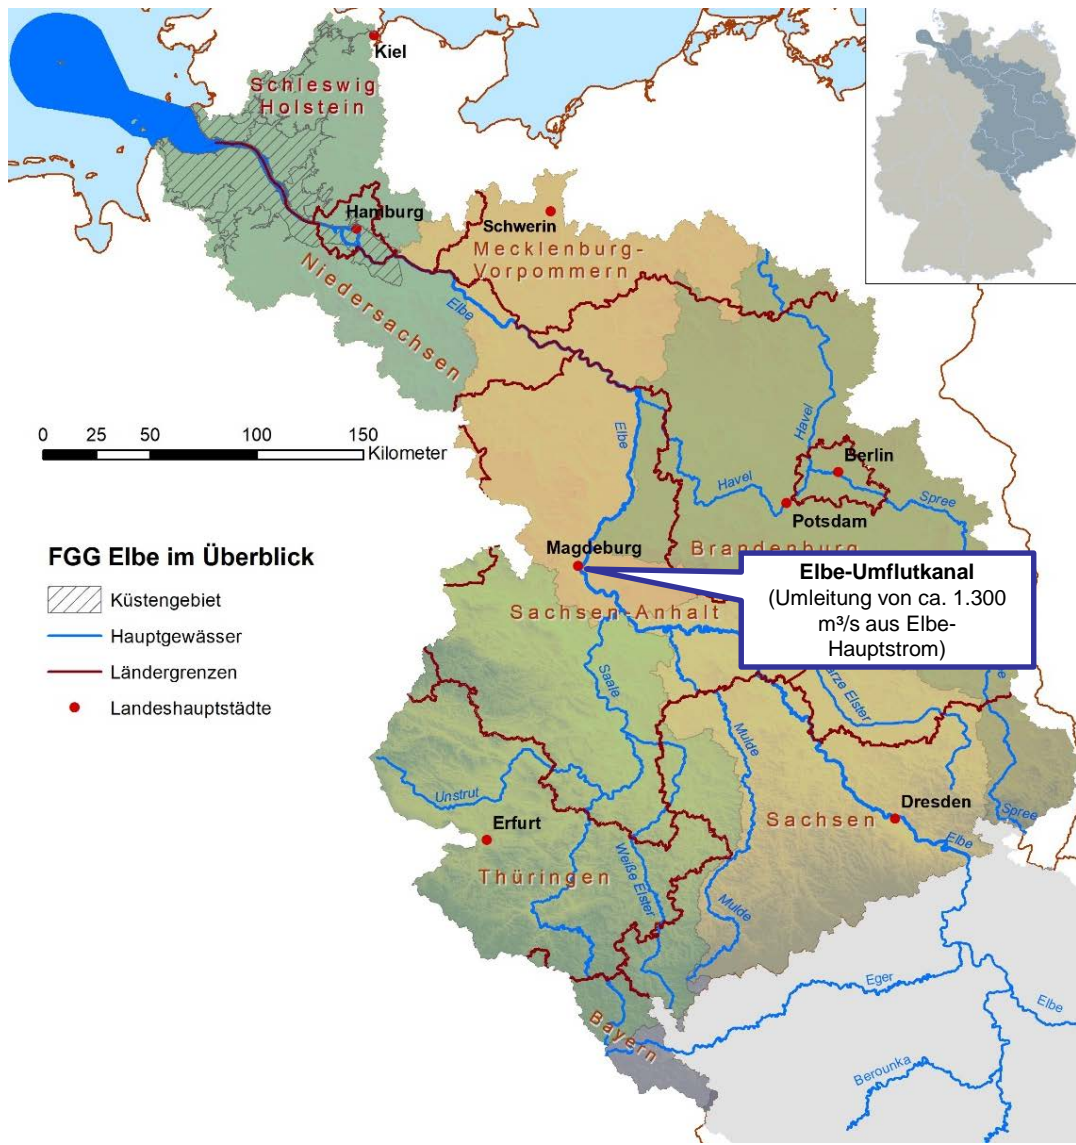 Kiel
Schleswig
Holstein
Hamburg
Schwerin
Mecklenburg-
Vorpommern
Niedersachsen
Elbe
0 25 50 100 150
Kilometer
Elbe
Havel
Berlin
Havel
Spree
Potsdam
Magdeburg
Brandenburg
Elbe-Umflutkanal
(Umleitung von ca. 1.300
m³/s aus Elbe-
Hauptstrom)
Sachsen-Anhalt
FGG Elbe im Überblick
Küstengebiet
Hauptgewässer
Ländergrenzen
Landeshauptstädte
Saale
Mulde
Elster
Unstrut
Erfurt
Thüringen
Weiße Elster
Sachsen
Dresden
Elbe
Spree
Mulde
Eger
Elbe
Bayern
Berounka